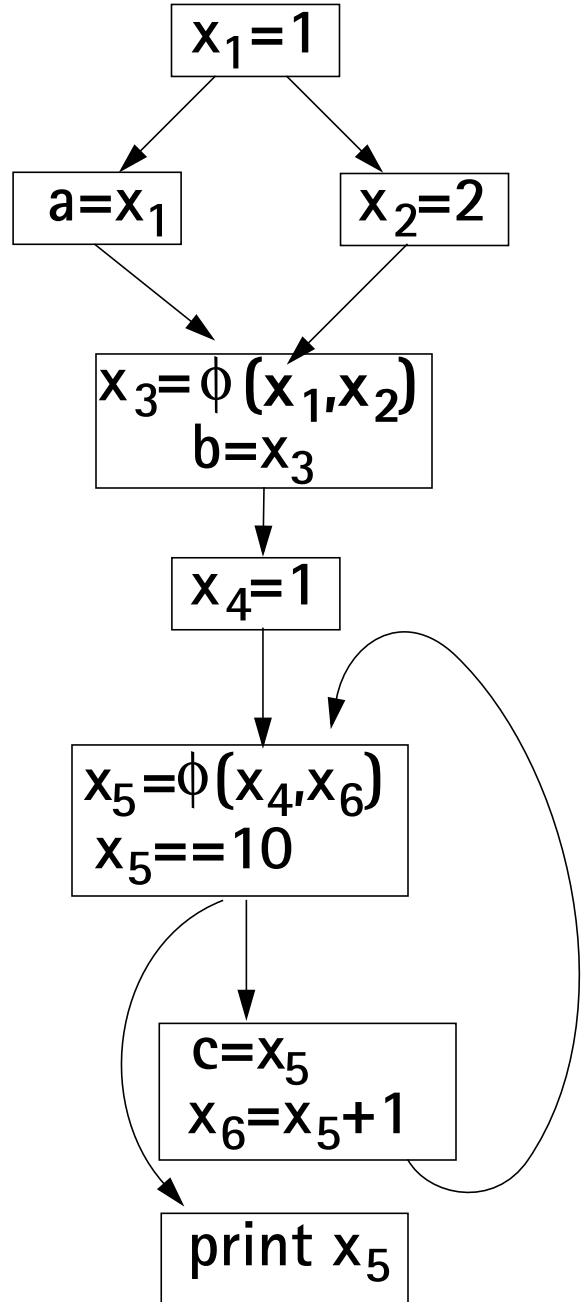 x₁=1
a=x₁
x₂=2
x₃=ϕ(x₁,x₂)
b=x₃
x₄=1
x₅=ϕ(x₄,x₆)
x₅==10
c=x₅
x₆=x₅+1
print x₅